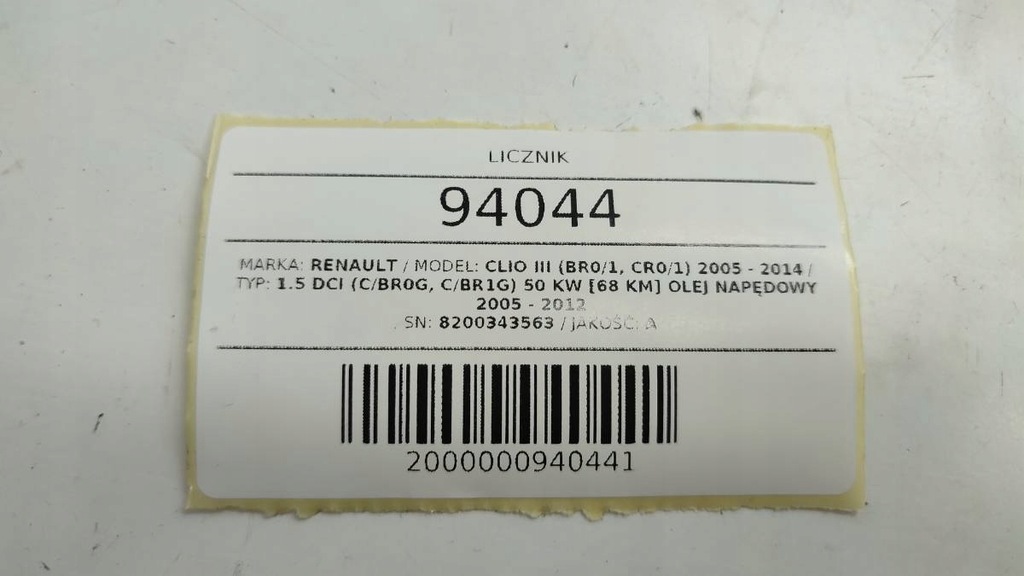 LICZNIK
94044
MARKA: RENAULT / MODEL: CLIO III (BR0/1, CR0/1) 2005 - 2014 /
TYP: 1.5 DCI (C/BR0G, C/BR1G) 50 KW [68 KM] OLEJ NAPĘDOWY
2005 - 2012
SN: 8200343563 / JAKOŚĆ: A
2000000940441